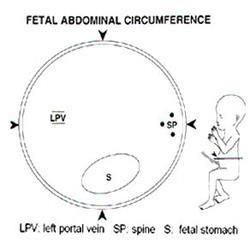 FETAL ABDOMINAL CIRCUMFERENCE
LPV
SP
S
LPV: left portal vein SP: spine S: fetal stomach